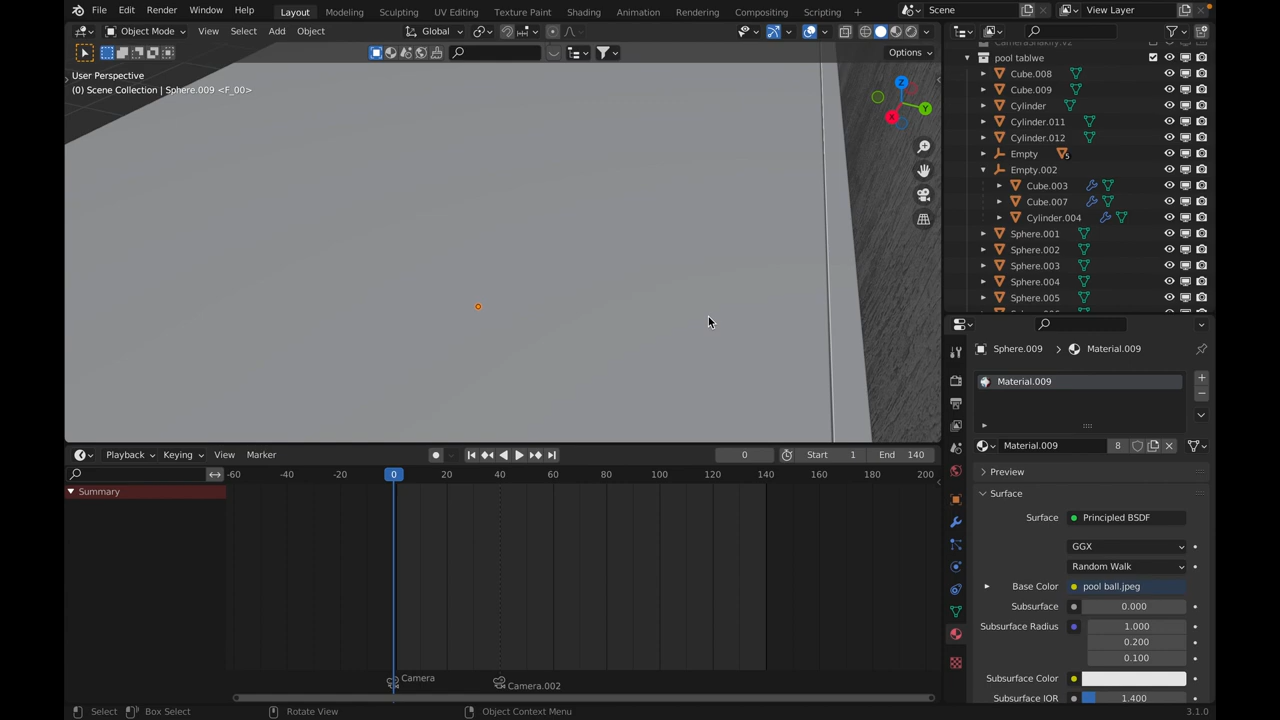 File Edit Render Window Help Layout Modeling Sculpting UV Editing Texture Paint Shading Animation Rendering Compositing Scripting + Scene View Layer
Object Mode View Select Add Object Global
Options
User Perspective
(0) Scene Collection | Sphere.009 <F_00>
Z
Y
X
CameraShakify.v2
pool tablwe
Cube.008
Cube.009
Cylinder
Cylinder.011
Cylinder.012
Empty 5
Empty.002
Cube.003
Cube.007
Cylinder.004
Sphere.001
Sphere.002
Sphere.003
Sphere.004
Sphere.005
Sphere.009 > Material.009
Material.009
Material.009 8
Preview
Surface
Surface Principled BSDF
GGX
Random Walk
Base Color pool ball.jpeg
Subsurface 0.000
Subsurface Radius 1.000
0.200
0.100
Subsurface Color
Subsurface IOR 1.400
Playback Keying View Marker 0 Start 1 End 140
-60 -40 -20 0 20 40 60 80 100 120 140 160 180 200
Summary
Camera
Camera.002
Select Box Select Rotate View Object Context Menu 3.1.0